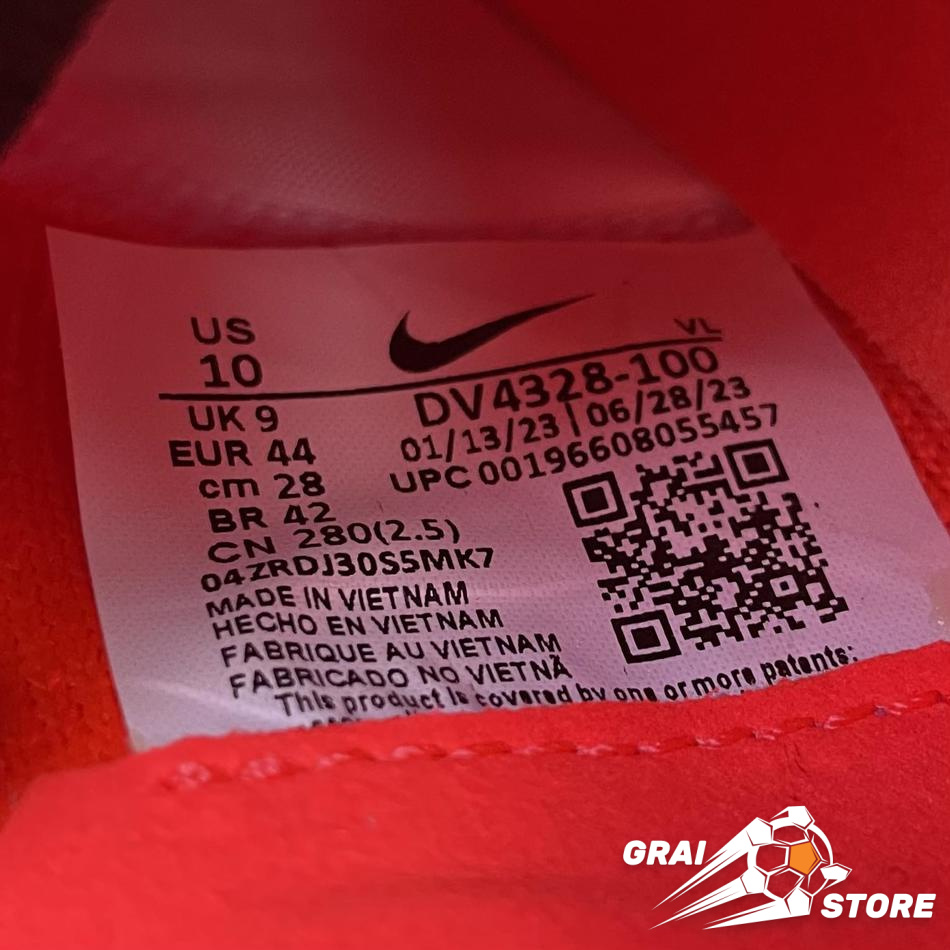 US
10
VL
UK 9
DV4328-100
EUR 44
01/13/23 | 06/28/23
cm 28
UPC 00196608055457
BR 42
CN 280(2.5)
04ZRDJ30S5MK7
MADE IN VIETNAM
HECHO EN VIETNAM
FABRIQUE AU VIETNAM
FABRICADO NO VIETNÃ
This product is covered by one or more patents:
GRAI
STORE